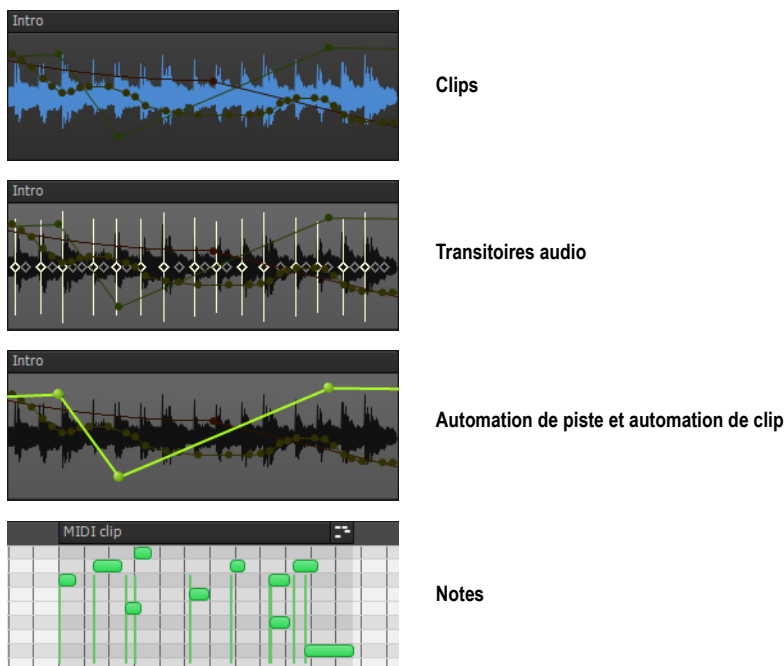 Intro
Clips
Intro
Transitoires audio
Intro
Automation de piste et automation de clip
MIDI clip
Notes